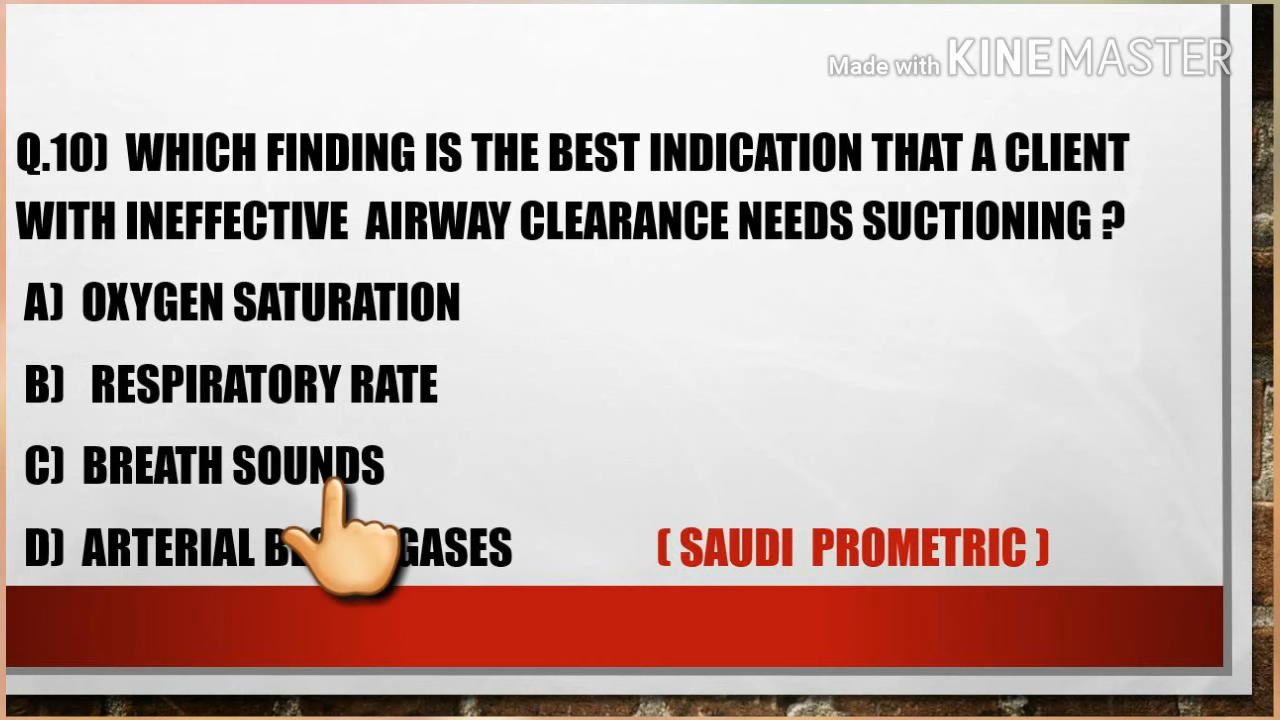 Made with KINEMASTER
Q.10) WHICH FINDING IS THE BEST INDICATION THAT A CLIENT
WITH INEFFECTIVE AIRWAY CLEARANCE NEEDS SUCTIONING ?
A) OXYGEN SATURATION
B) RESPIRATORY RATE
C) BREATH SOUNDS
D) ARTERIAL GASES ( SAUDI PROMETRIC )